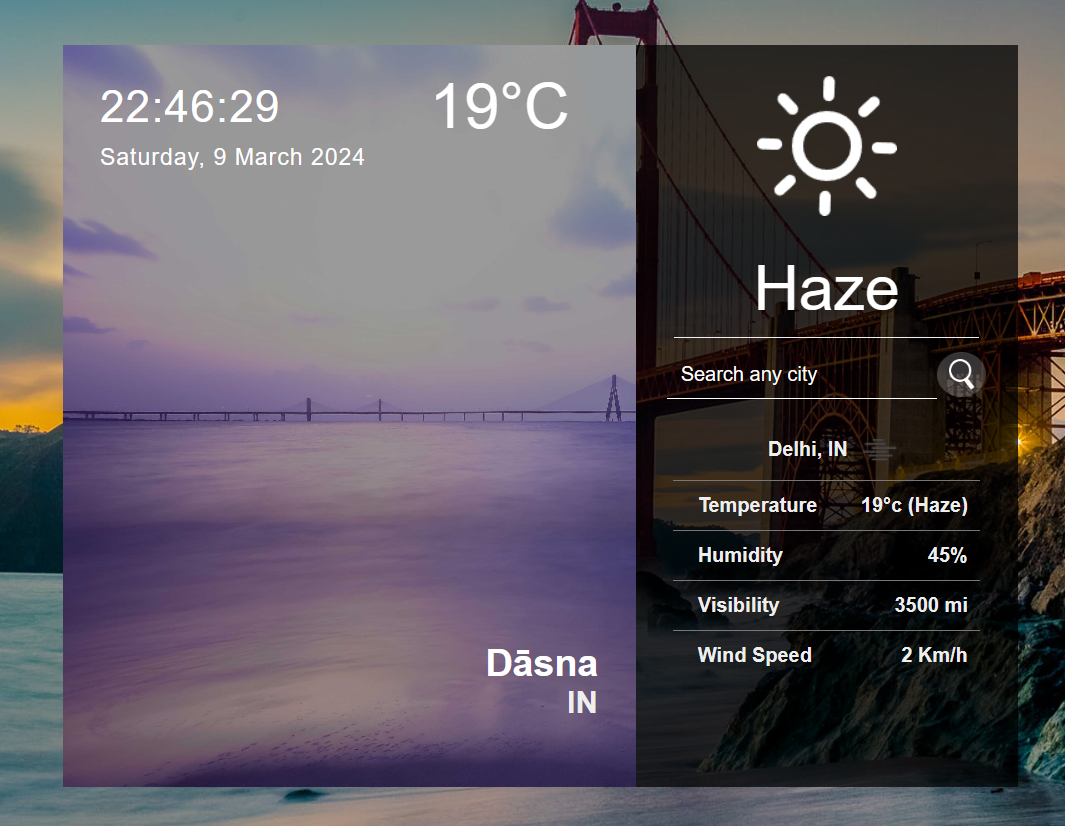 22:46:29
19°C
Saturday, 9 March 2024
Dāsna
IN
Haze
Search any city
Delhi, IN
Temperature 19°c (Haze)
Humidity 45%
Visibility 3500 mi
Wind Speed 2 Km/h